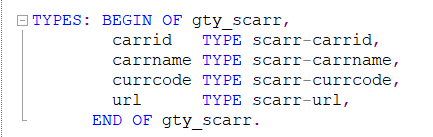 TYPES: BEGIN OF gty_scarr,
carrid TYPE scarr-carrid,
carrname TYPE scarr-carrname,
currcode TYPE scarr-currcode,
url TYPE scarr-url,
END OF gty_scarr.